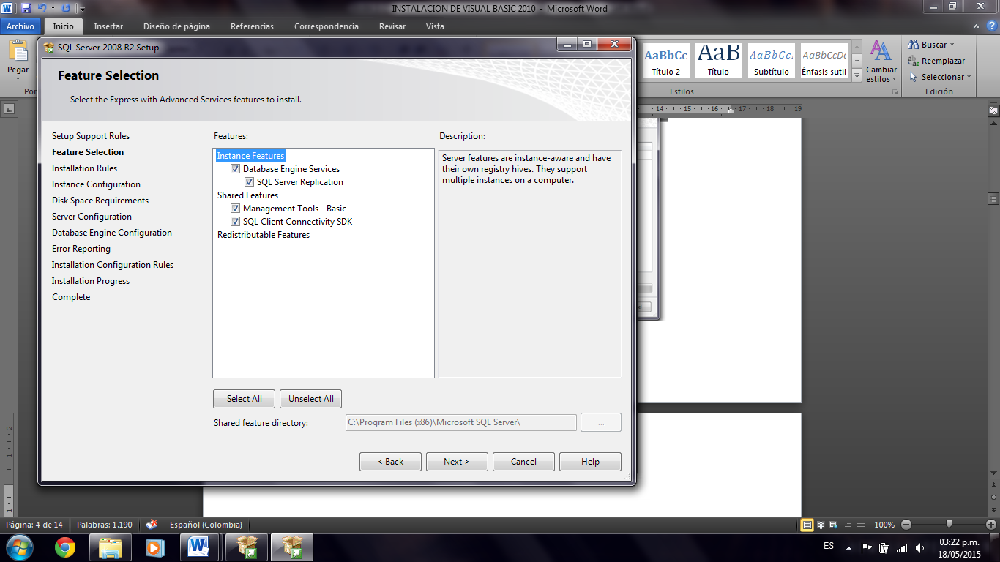 INSTALACION DE VISUAL BASIC 2010 - Microsoft Word
Archivo
Inicio
Insertar
Diseño de página
Referencias
Correspondencia
Revisar
Vista
Pegar
AaBbCc
AaB
AaBbCc.
AaBbCcDc
Título 2
Título
Subtítulo
Énfasis sutil
Cambiar
estilos
Buscar
Reemplazar
Seleccionar
Por
Estilos
Edición
14 15 16 17 18 19
SQL Server 2008 R2 Setup
Feature Selection
Select the Express with Advanced Services features to install.
Setup Support Rules
Feature Selection
Installation Rules
Instance Configuration
Disk Space Requirements
Server Configuration
Database Engine Configuration
Error Reporting
Installation Configuration Rules
Installation Progress
Complete
Features:
Instance Features
Database Engine Services
SQL Server Replication
Shared Features
Management Tools - Basic
SQL Client Connectivity SDK
Redistributable Features
Description:
Server features are instance-aware and have
their own registry hives. They support
multiple instances on a computer.
Select All
Unselect All
Shared feature directory:
C:\Program Files (x86)\Microsoft SQL Server\
...
< Back
Next >
Cancel
Help
Página: 4 de 14
Palabras: 1.190
Español (Colombia)
100%
ES
03:22 p.m.
18/05/2015